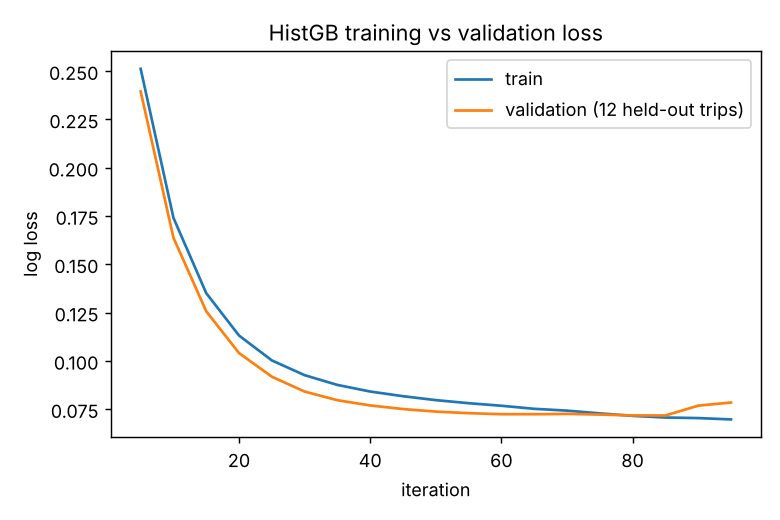 HistGB training vs validation loss
train
validation (12 held-out trips)
0.250
0.225
0.200
0.175
0.150
0.125
0.100
0.075
log loss
20 40 60 80
iteration